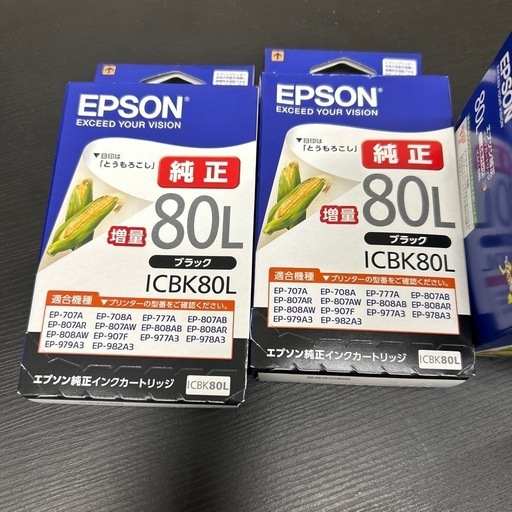 EPSON
EXCEED YOUR VISION
▼目印は
「とうもろこし」
純正
増量
80L
ブラック
ICBK80L
適合機種
▼プリンターの型番をご確認ください。
EP-707A EP-708A EP-777A EP-807AB
EP-807AR EP-807AW EP-808AB EP-808AR
EP-808AW EP-907F EP-977A3 EP-978A3
EP-979A3 EP-982A3
エプソン純正インクカートリッジ
ICBK80L
EPSON
EXCEED YOUR VISION
▼目印は
「とうもろこし」
純正
増量
80L
ブラック
ICBK80L
適合機種
▼プリンターの型番をご確認ください。
EP-707A EP-708A EP-777A EP-807AB
EP-807AR EP-807AW EP-808AB EP-808AR
EP-808AW EP-907F EP-977A3 EP-978A3
EP-979A3 EP-982A3
エプソン純正インクカートリッジ
ICBK80L
EPSON
80L